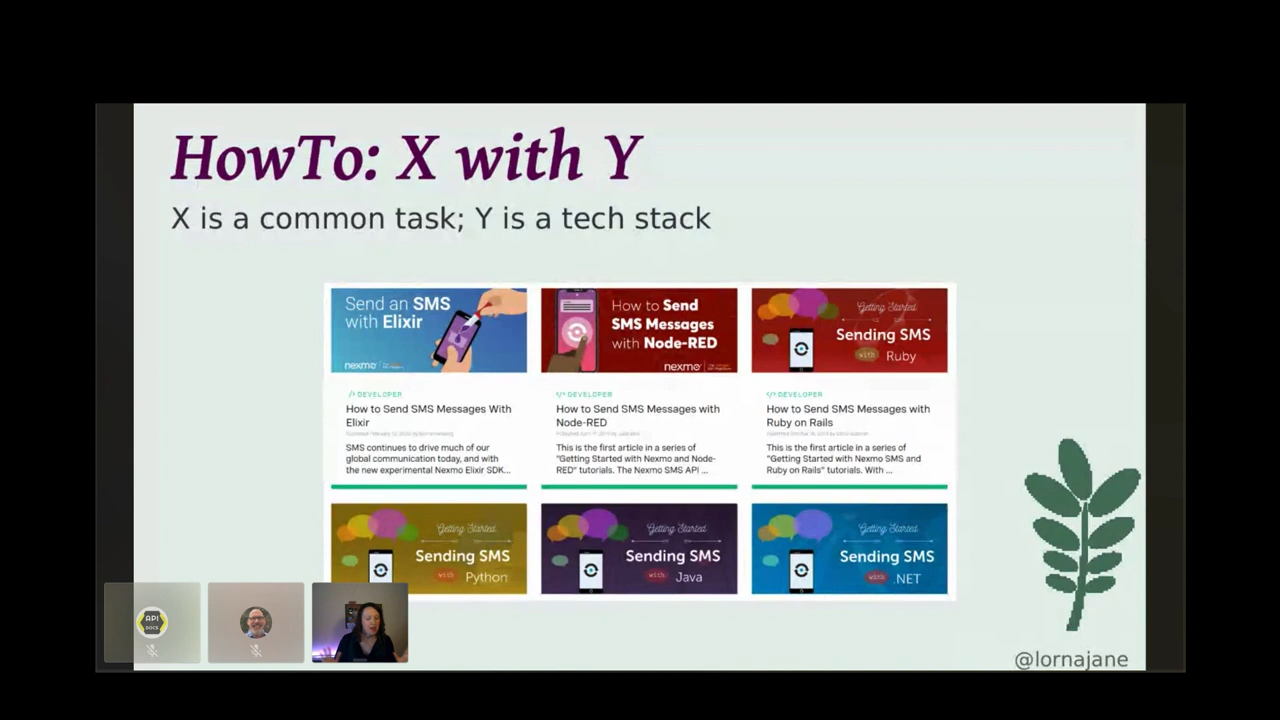 HowTo: X with Y
X is a common task; Y is a tech stack
Send an SMS
with Elixir
nexmo
How to Send
SMS Messages
with Node-RED
nexmo
Getting Started
Sending SMS
with Ruby
DEVELOPER
How to Send SMS Messages With
Elixir
SMS continues to drive much of our
global communication today, and with
the new experimental Nexmo Elixir SDK...
DEVELOPER
How to Send SMS Messages with
Node-RED
This is the first article in a series of
"Getting Started with Nexmo and Node-
RED" tutorials. The Nexmo SMS API ...
DEVELOPER
How to Send SMS Messages with
Ruby on Rails
This is the first article in a series of
"Getting Started with Nexmo SMS and
Ruby on Rails" tutorials. With ...
Getting Started
Sending SMS
with Python
Getting Started
Sending SMS
with Java
Getting Started
Sending SMS
with .NET
API
DOCS
@lornajane